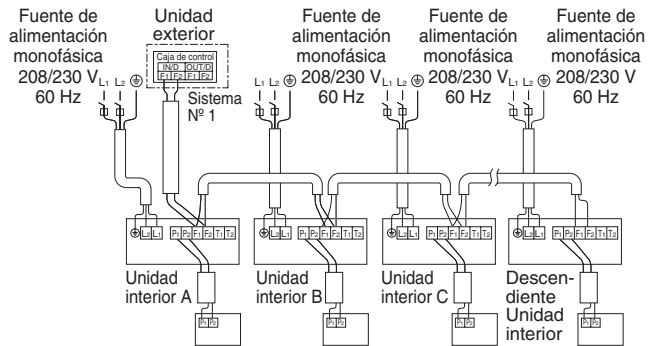 Fuente de
alimentación
monofásica
208/230 V
60 Hz
L1 L2
Unidad
exterior
Caja de control
IN/D OUT/D
F1 F2 F1 F2
Sistema
Nº 1
Fuente de
alimentación
monofásica
208/230 V
60 Hz
L1 L2
Fuente de
alimentación
monofásica
208/230 V
60 Hz
L1 L2
Fuente de
alimentación
monofásica
208/230 V
60 Hz
L1 L2
L2 L1 P1 P2 F1 F2 T1 T2
L2 L1 P1 P2 F1 F2 T1 T2
L2 L1 P1 P2 F1 F2 T1 T2
L2 L1 P1 P2 F1 F2 T1 T2
Unidad
interior A
Unidad
interior B
Unidad
interior C
Descen-
diente
Unidad
interior
P1 P2
P1 P2
P1 P2
P1 P2